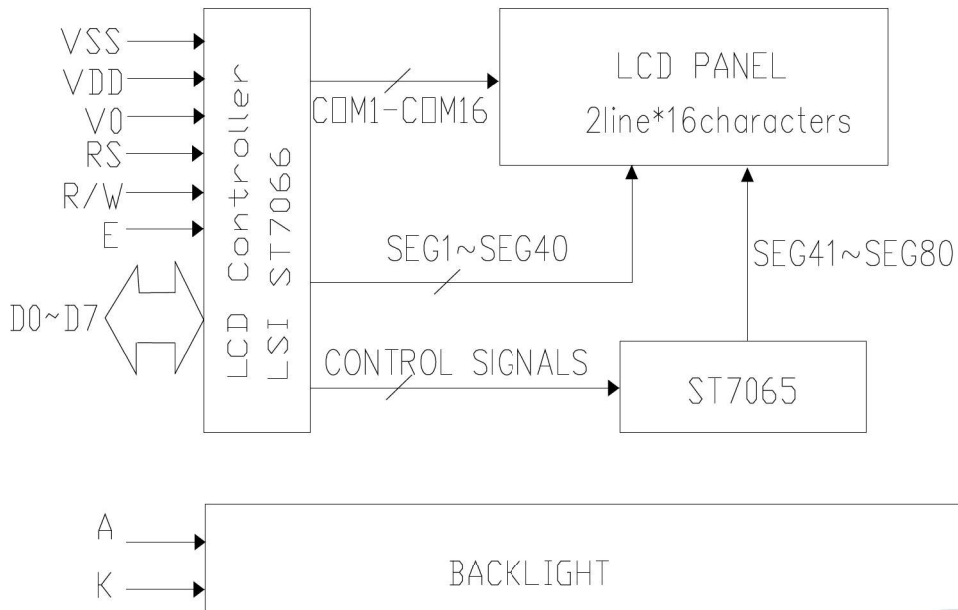 VSS
VDD
V0
RS
R/W
E
D0~D7
LCD Controller
LSI ST7066
COM1-COM16
LCD PANEL
2line*16characters
SEG1~SEG40
SEG41~SEG80
CONTROL SIGNALS
ST7065
A
K
BACKLIGHT